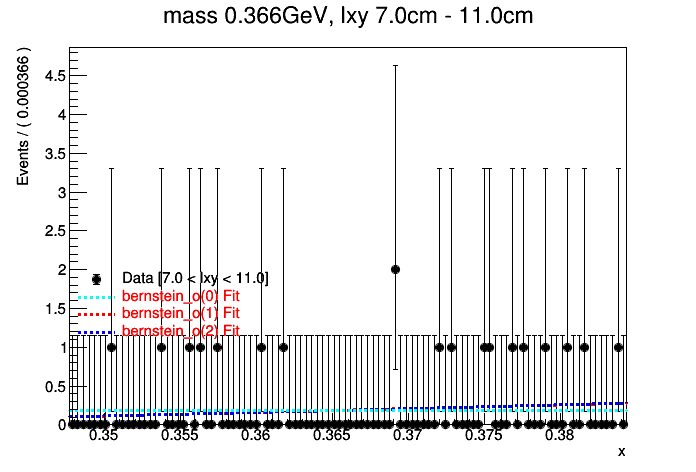 mass 0.366GeV, lxy 7.0cm - 11.0cm
Events / ( 0.000366 )
4.5
4
3.5
3
2.5
2
1.5
1
0.5
0
Data [7.0 < lxy < 11.0]
bernstein_o(0) Fit
bernstein_o(1) Fit
bernstein_o(2) Fit
0.35 0.355 0.36 0.365 0.37 0.375 0.38
x